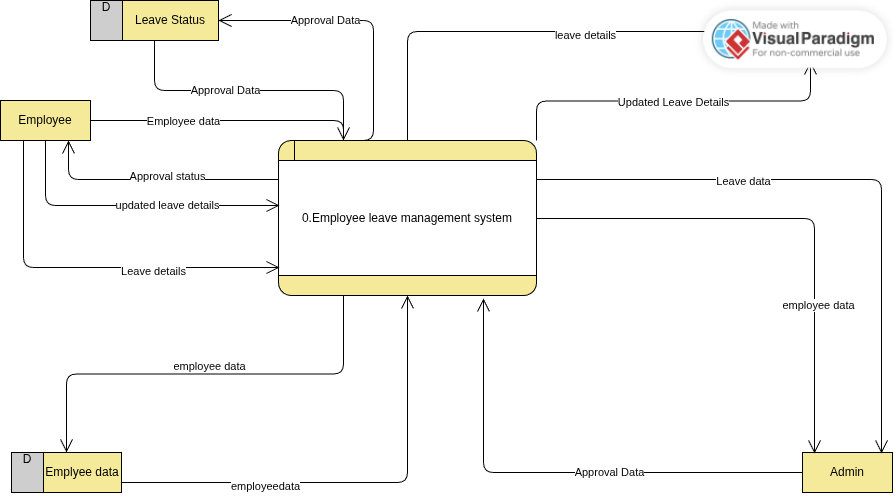 D
Leave Status
Approval Data
leave details
Made with
VisualParadigm
For non-commercial use
Approval Data
Updated Leave Details
Employee
Employee data
Approval status
Leave data
updated leave details
0.Employee leave management system
Leave details
employee data
employee data
D
Emplyee data
employeedata
Approval Data
Admin